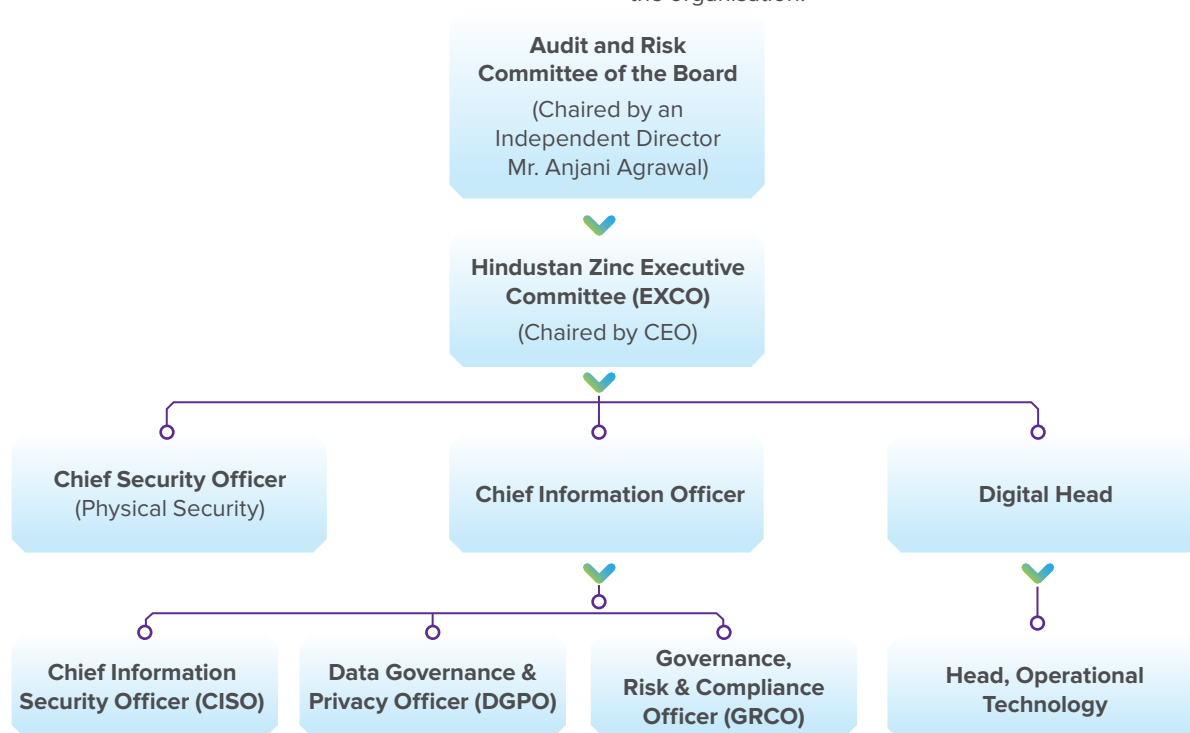 the organisation.
Audit and Risk
Committee of the Board
(Chaired by an
Independent Director
Mr. Anjani Agrawal)
Hindustan Zinc Executive
Committee (EXCO)
(Chaired by CEO)
Chief Security Officer
(Physical Security)
Chief Information Officer
Digital Head
Chief Information
Security Officer (CISO)
Data Governance &
Privacy Officer (DGPO)
Governance,
Risk & Compliance
Officer (GRCO)
Head, Operational
Technology